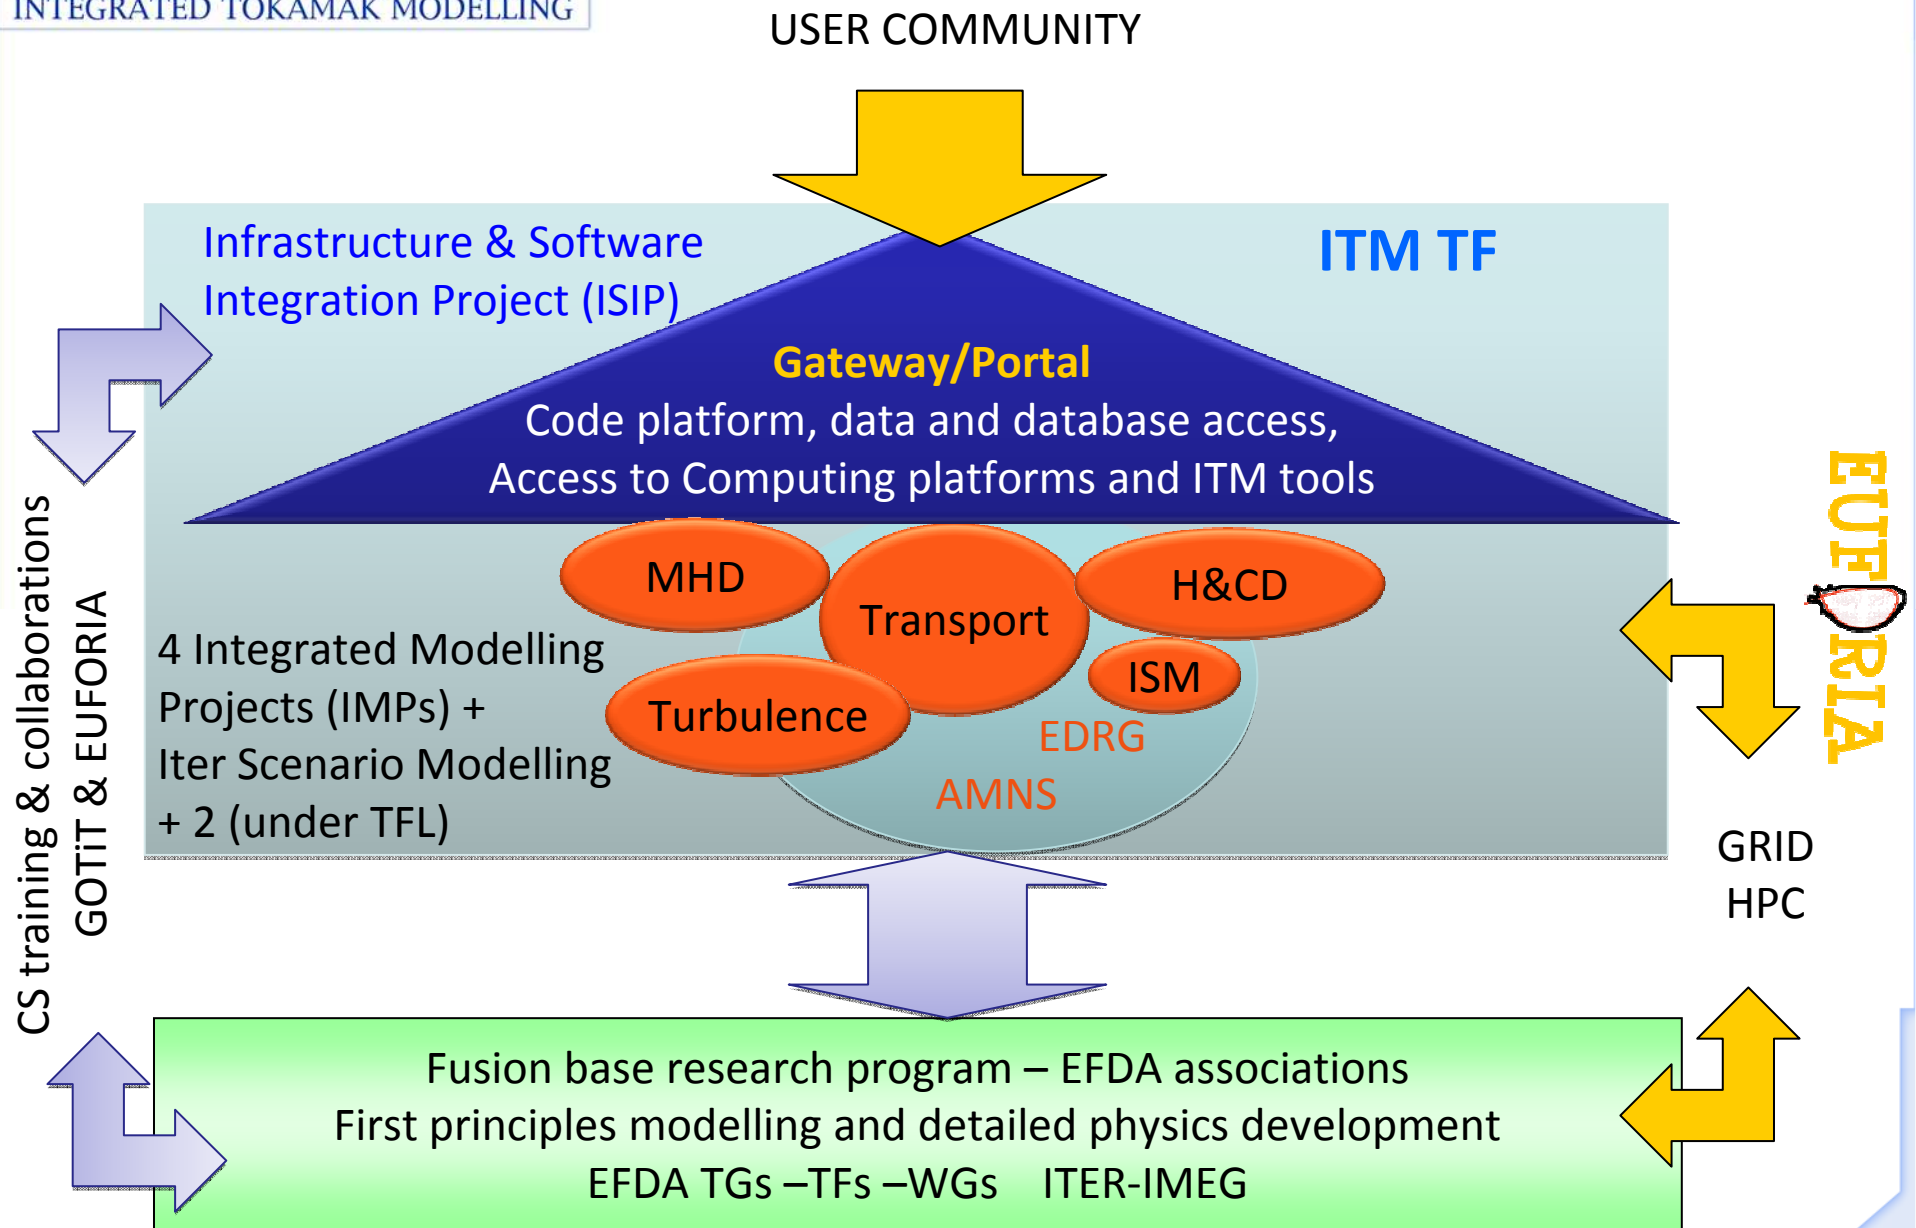 INTEGRATED TOKAMAK MODELLING
USER COMMUNITY
Infrastructure & Software
Integration Project (ISIP)
ITM TF
Gateway/Portal
Code platform, data and database access,
Access to Computing platforms and ITM tools
MHD
Transport
H&CD
ISM
Turbulence
EDRG
AMNS
4 Integrated Modelling
Projects (IMPs) +
Iter Scenario Modelling
+ 2 (under TFL)
CS training & collaborations
GOTiT & EUFORIA
EUFORIA
GRID
HPC
Fusion base research program – EFDA associations
First principles modelling and detailed physics development
EFDA TGs –TFs –WGs ITER-IMEG